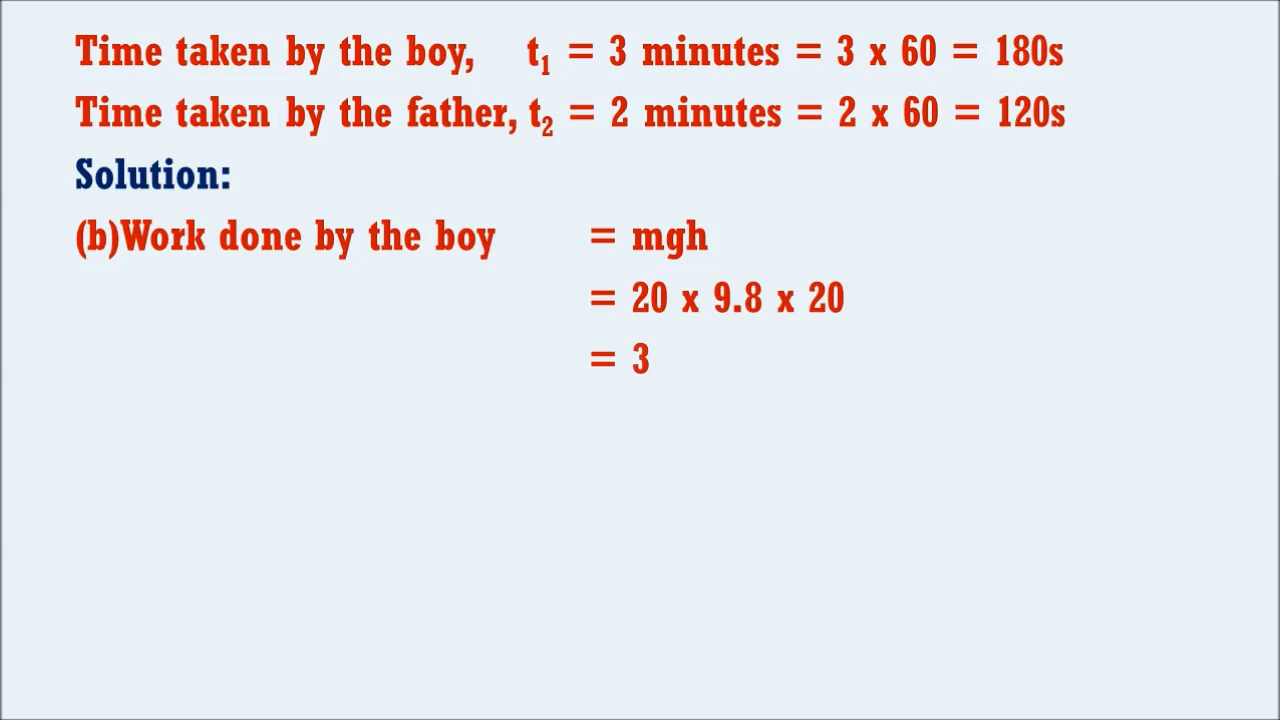 Time taken by the boy, t₁ = 3 minutes = 3 x 60 = 180s
Time taken by the father, t₂ = 2 minutes = 2 x 60 = 120s
Solution:
(b)Work done by the boy = mgh
= 20 x 9.8 x 20
= 3